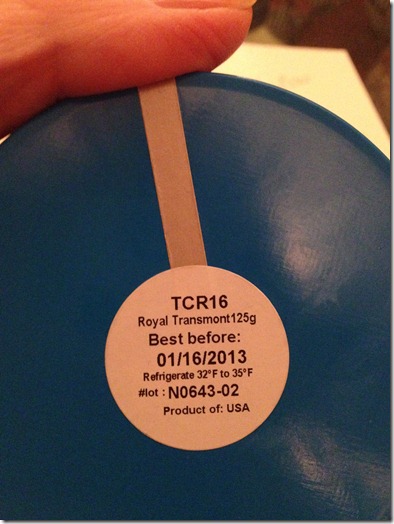 TCR16
Royal Transmont125g
Best before:
01/16/2013
Refrigerate 32°F to 35°F
#lot : N0643-02
Product of: USA